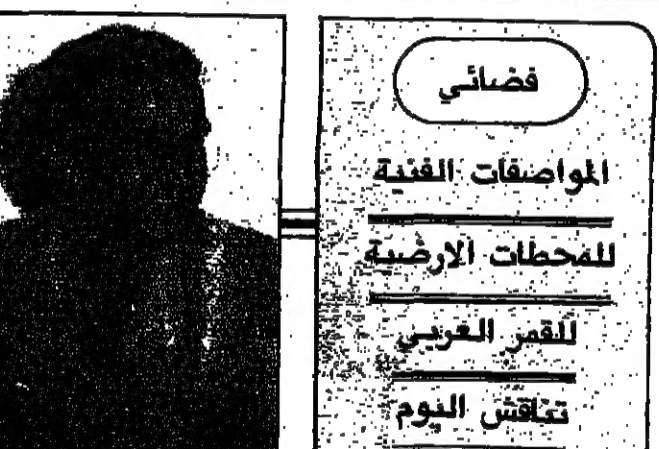 فضائي
المواصفات الفنية
للمحطات الارضية
للقمر العربي
تناقش اليوم